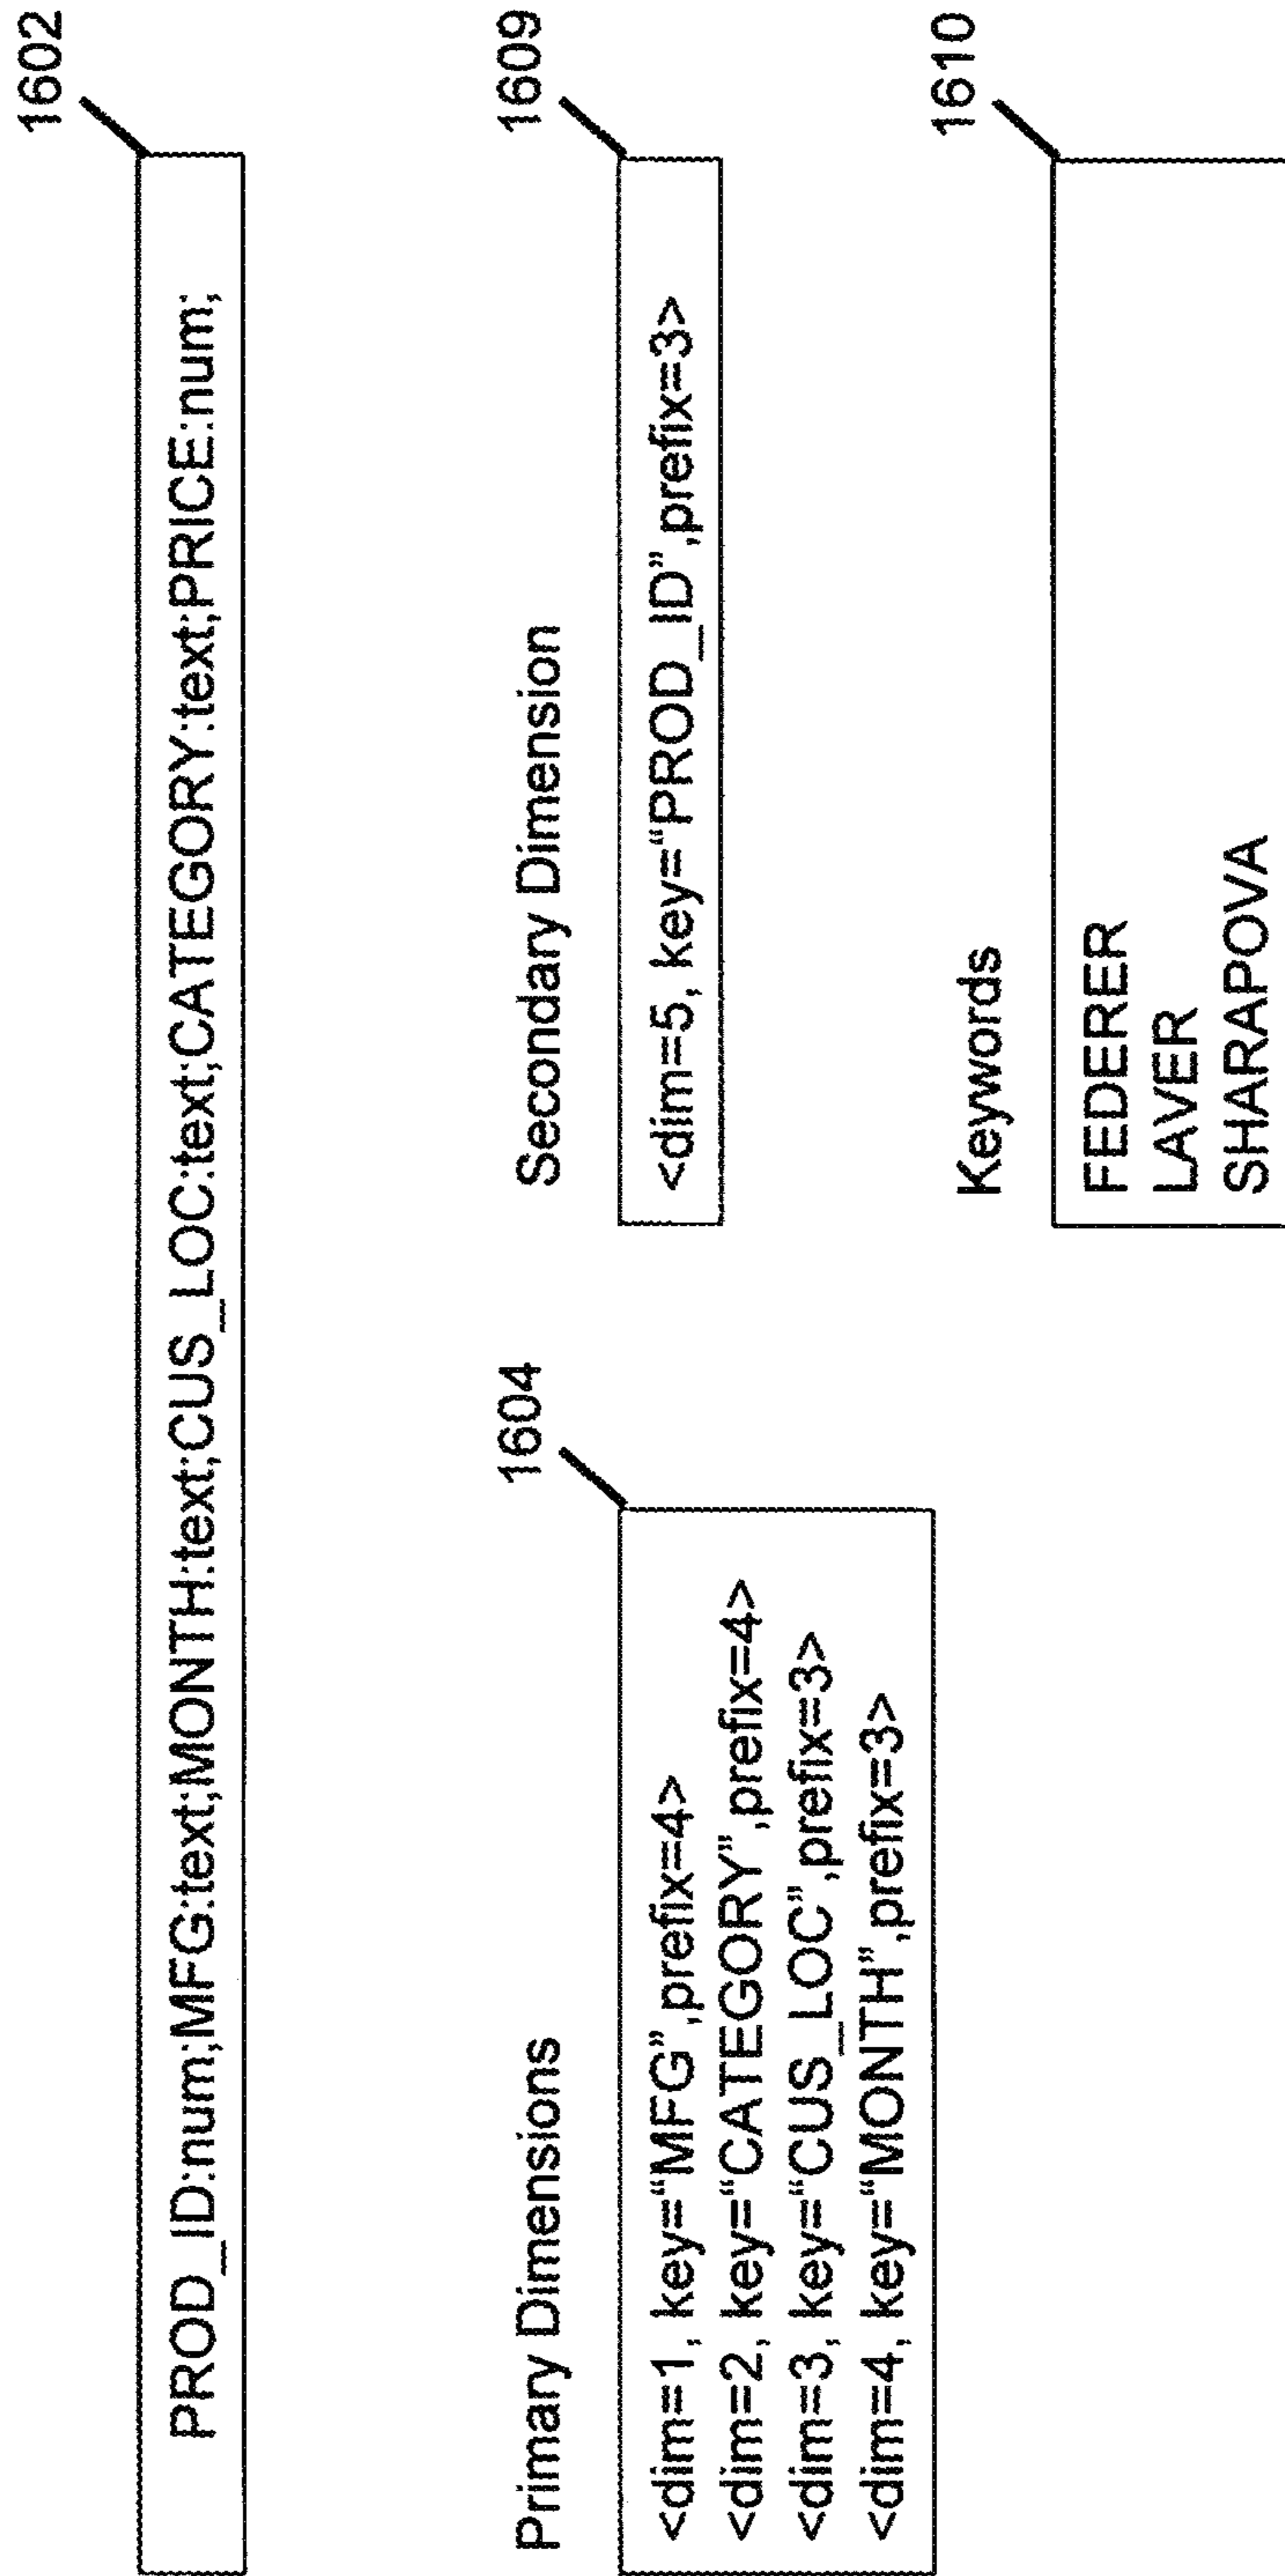 1602
PROD_ID:num;MFG:text;MONTH:text;CUS_LOC:text;CATEGORY:text;PRICE:num;
Primary Dimensions
1604
<dim=1, key=“MFG”,prefix=4>
<dim=2, key=“CATEGORY”,prefix=4>
<dim=3, key=“CUS_LOC”,prefix=3>
<dim=4, key=“MONTH”,prefix=3>
Secondary Dimension
1609
<dim=5, key=“PROD_ID”,prefix=3>
Keywords
1610
FEDERER
LAVER
SHARAPOVA